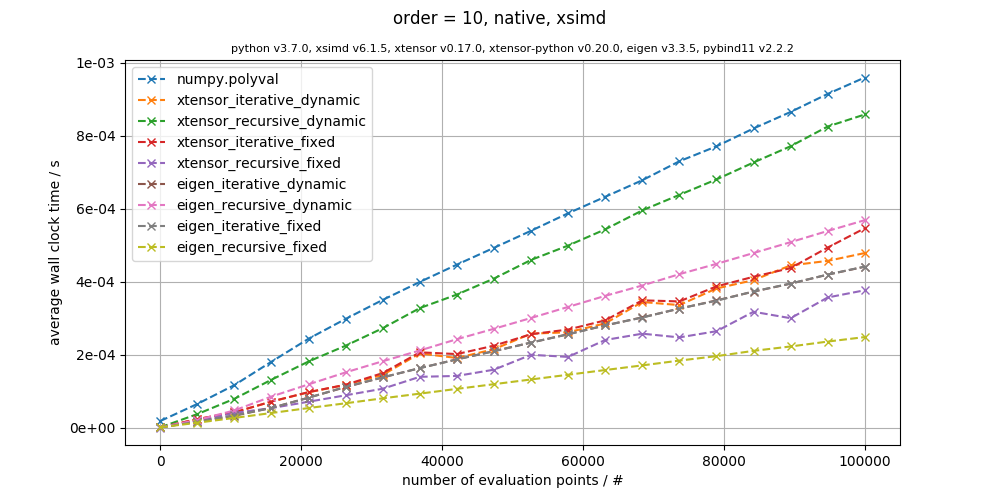 order = 10, native, xsimd
python v3.7.0, xsimd v6.1.5, xtensor v0.17.0, xtensor-python v0.20.0, eigen v3.3.5, pybind11 v2.2.2
1e-03
8e-04
6e-04
4e-04
2e-04
0e+00
average wall clock time / s
numpy.polyval
xtensor_iterative_dynamic
xtensor_recursive_dynamic
xtensor_iterative_fixed
xtensor_recursive_fixed
eigen_iterative_dynamic
eigen_recursive_dynamic
eigen_iterative_fixed
eigen_recursive_fixed
0 20000 40000 60000 80000 100000
number of evaluation points / #